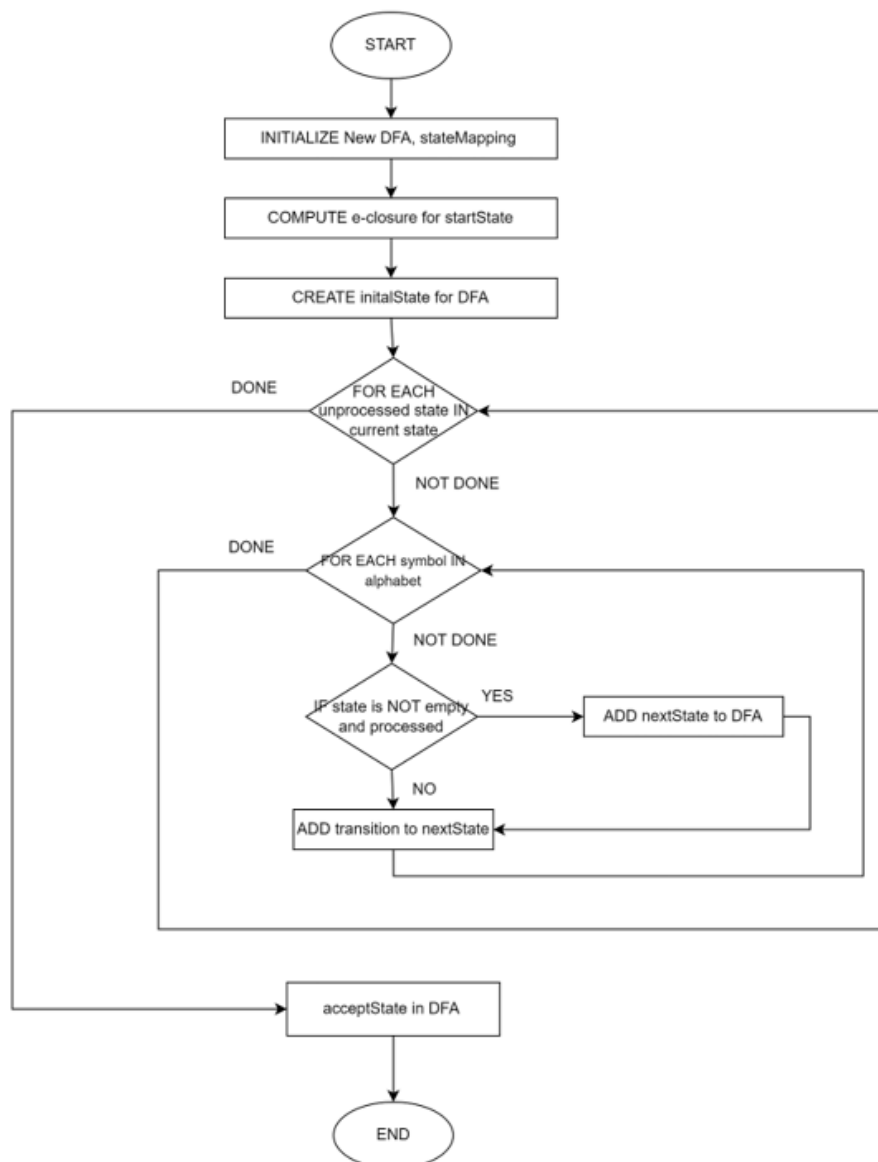 START
INITIALIZE New DFA, stateMapping
COMPUTE e-closure for startState
CREATE initalState for DFA
DONE
FOR EACH
unprocessed state IN
current state
NOT DONE
DONE
FOR EACH symbol IN
alphabet
NOT DONE
IF state is NOT empty
and processed
YES
ADD nextState to DFA
NO
ADD transition to nextState
acceptState in DFA
END